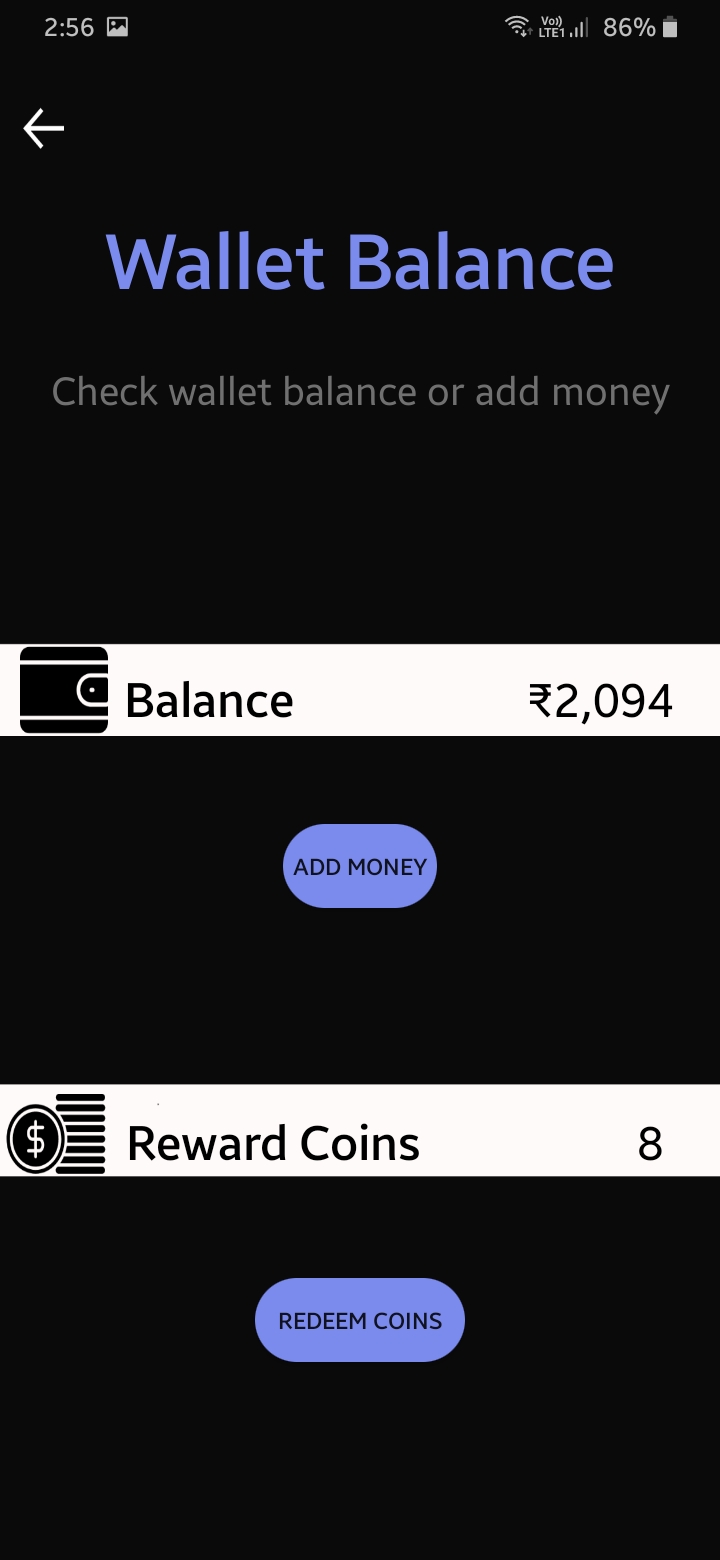 2:56 Vo)) LTE1 86%
Wallet Balance
Check wallet balance or add money
Balance ₹2,094
ADD MONEY
$ Reward Coins 8
REDEEM COINS